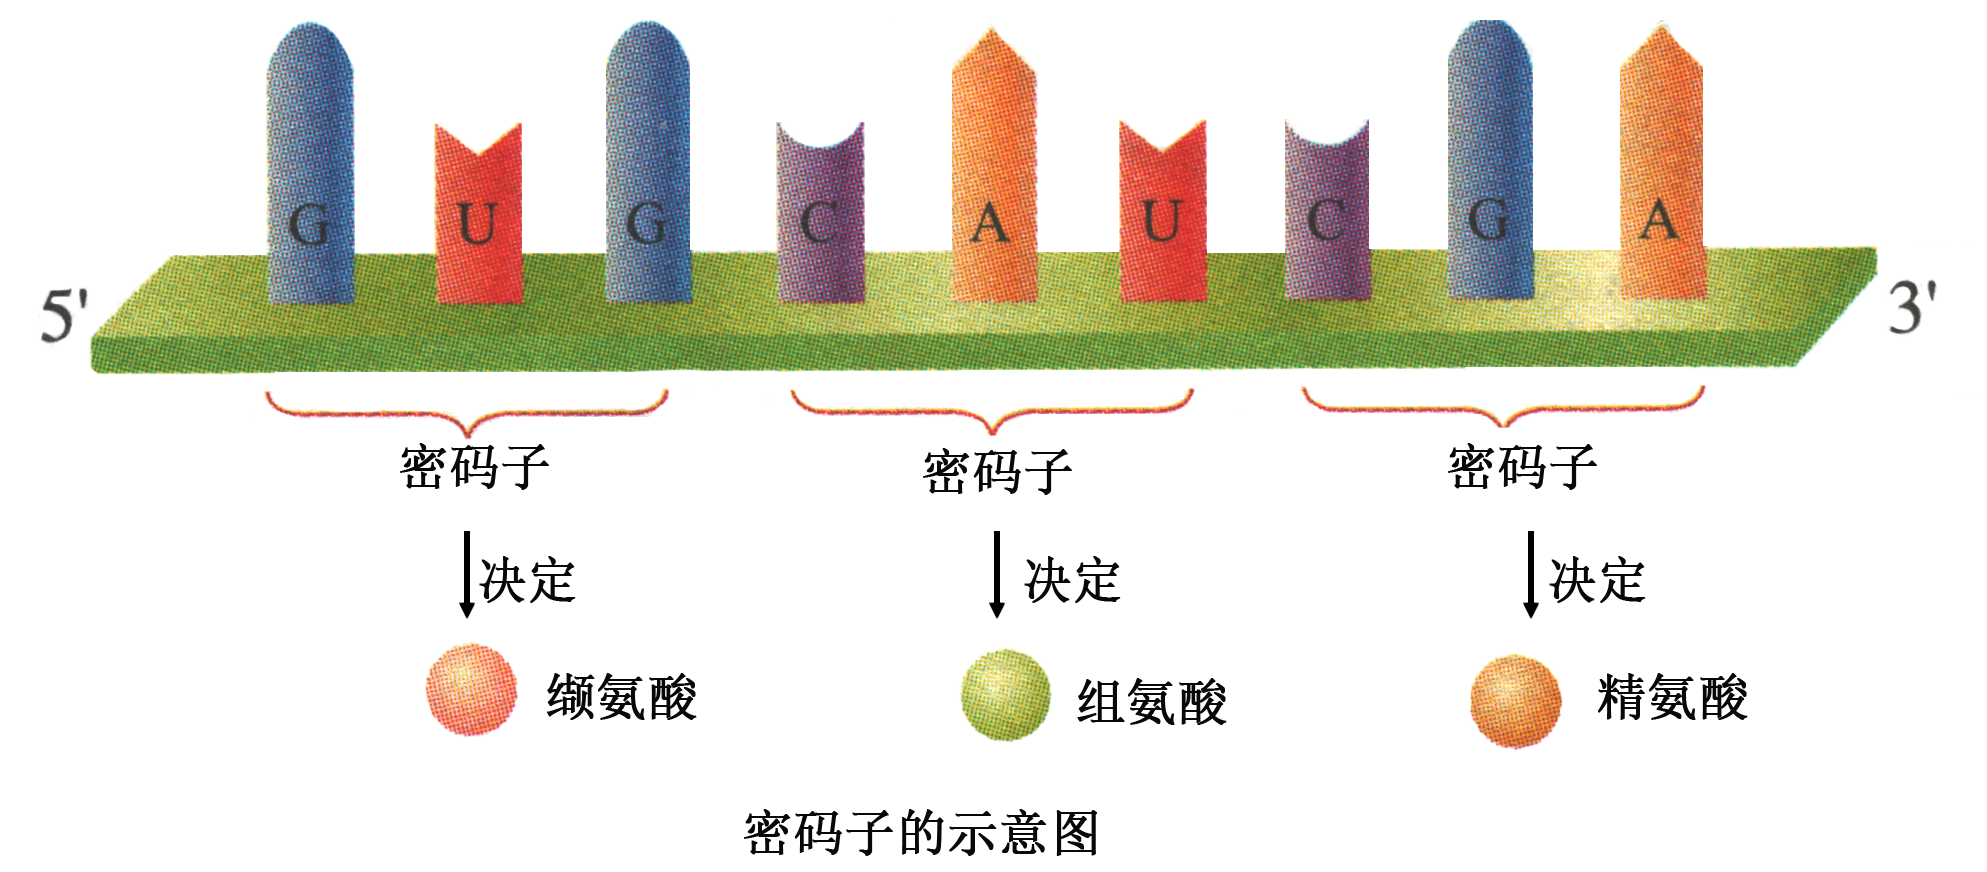 G U G C A U C G A
5' 3'
密码子 密码子 密码子
决定 决定 决定
缬氨酸 组氨酸 精氨酸
密码子的示意图